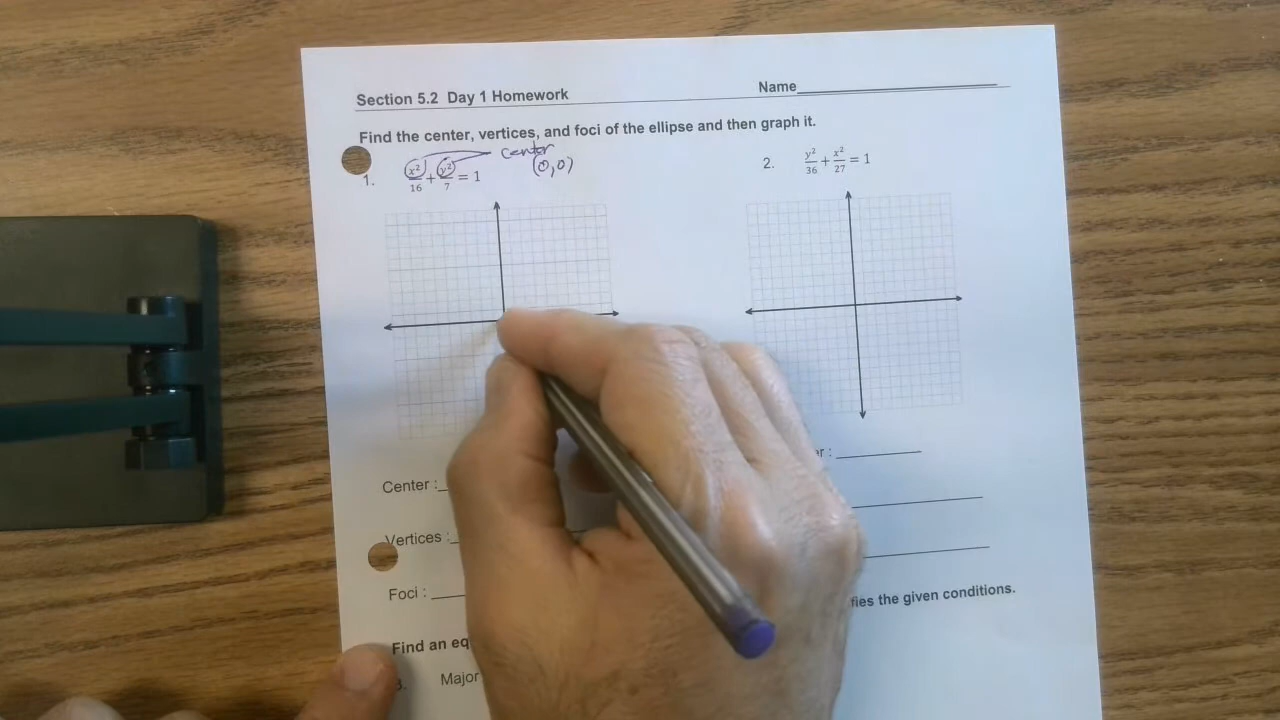 Section 5.2 Day 1 Homework Name
Find the center, vertices, and foci of the ellipse and then graph it.
1. x²/16 + y²/7 = 1
center
(0,0)
2. y²/36 + x²/27 = 1
Center :
Vertices :
Foci :
r :
fies the given conditions.
Find an eq
3. Major